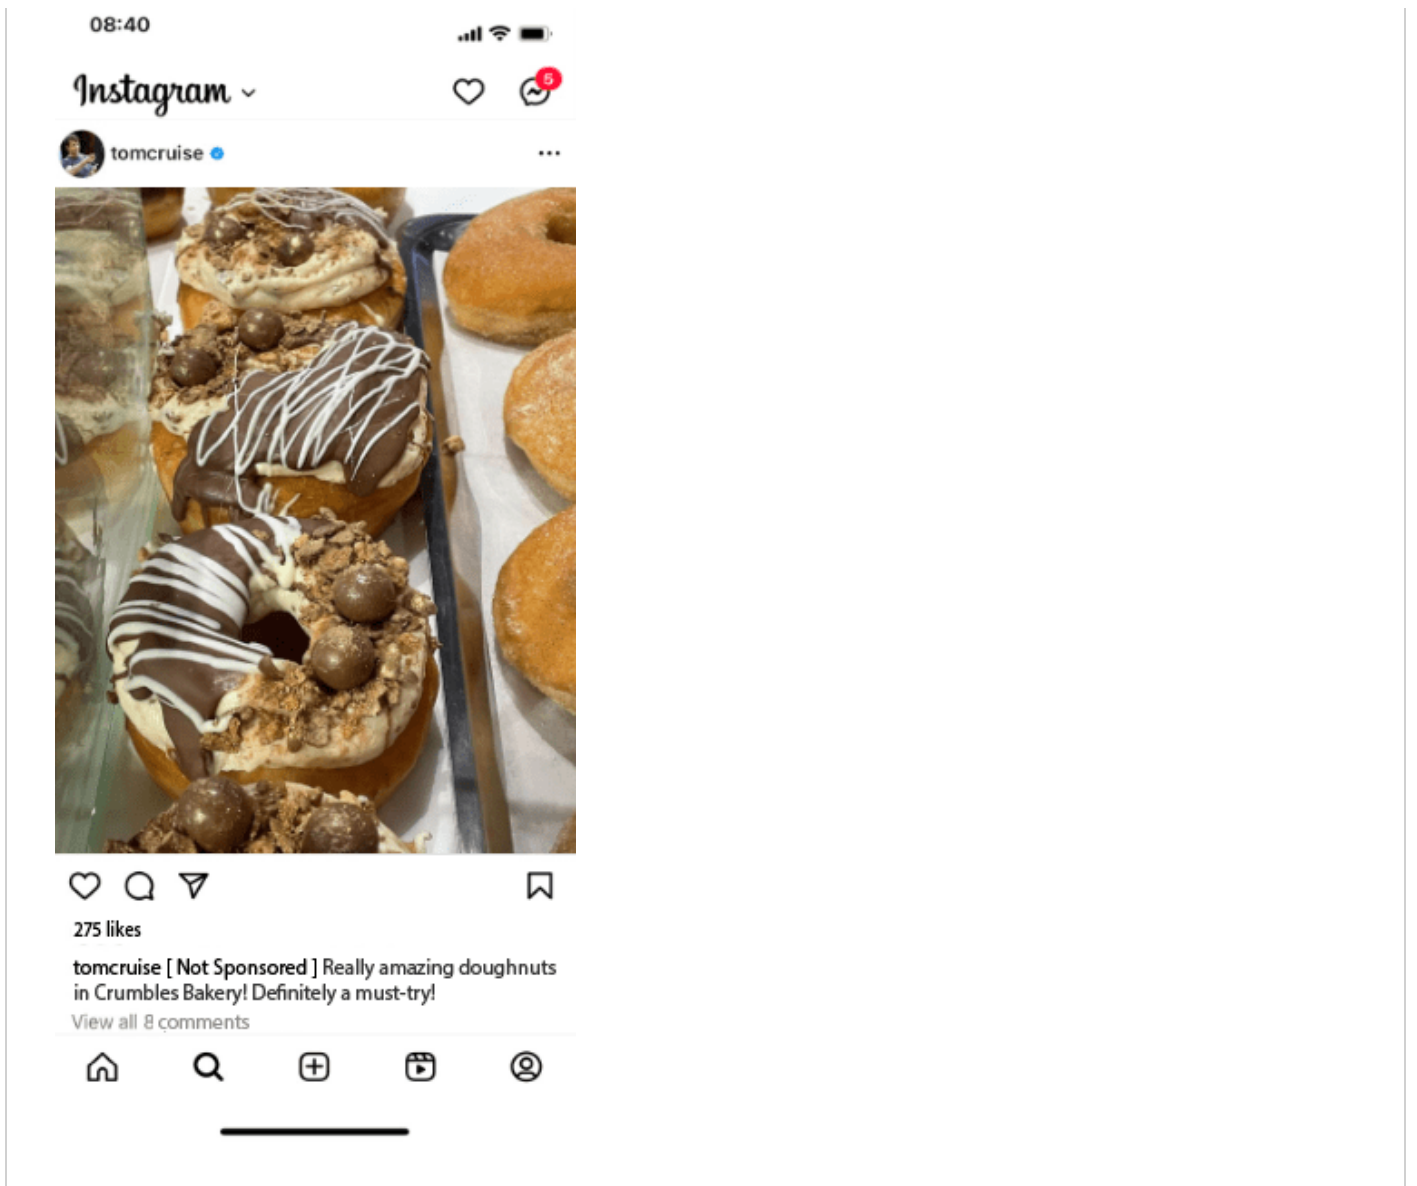 08:40
Instagram
5
tomcruise
275 likes
tomcruise [ Not Sponsored ] Really amazing doughnuts
in Crumbles Bakery! Definitely a must-try!
View all 8 comments